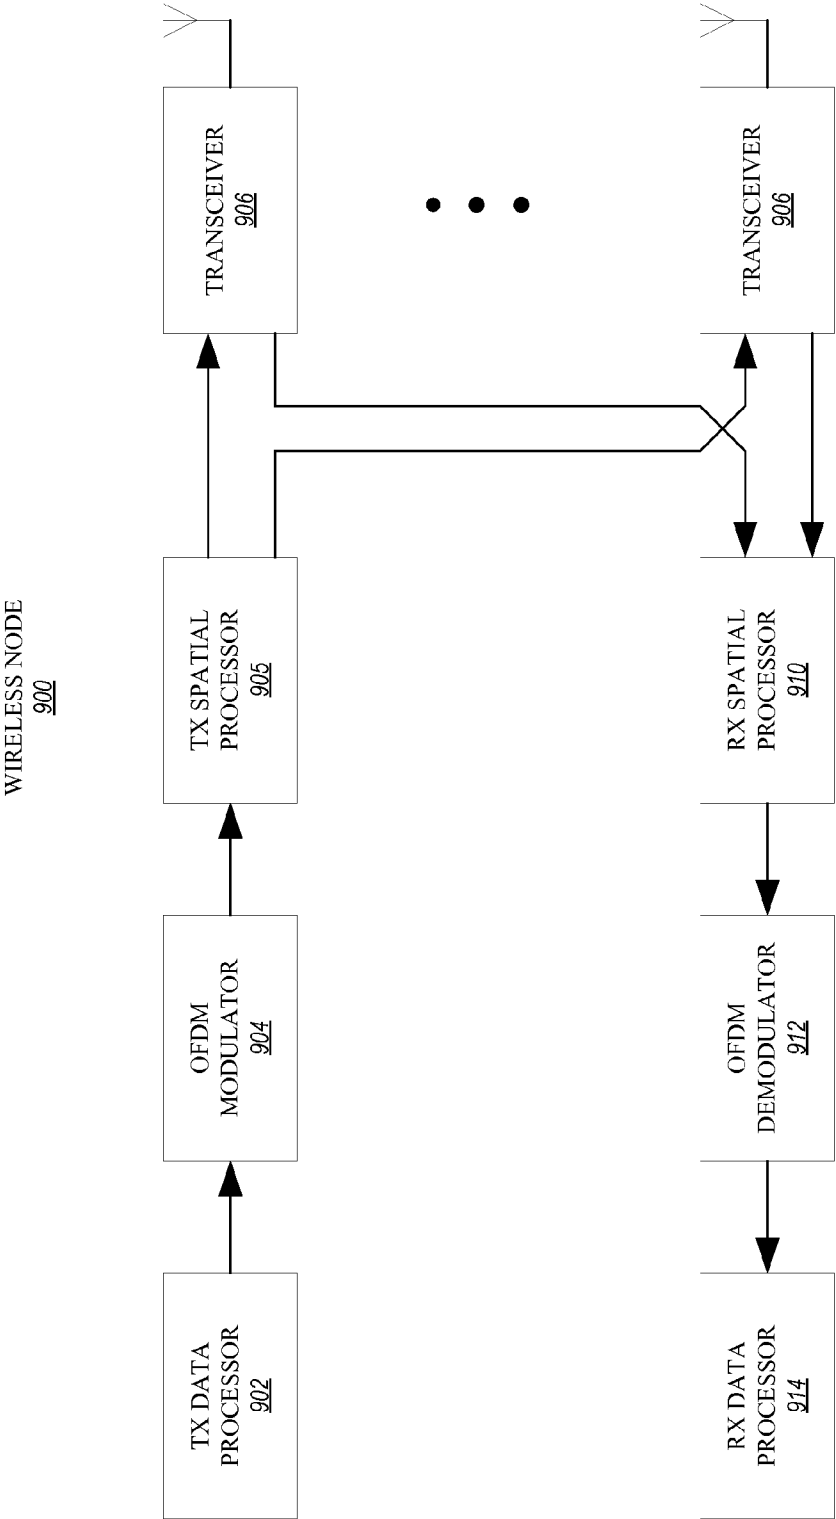 WIRELESS NODE
900
TX DATA
PROCESSOR
902
OFDM
MODULATOR
904
TX SPATIAL
PROCESSOR
905
TRANSCEIVER
906
RX DATA
PROCESSOR
914
OFDM
DEMODULATOR
912
RX SPATIAL
PROCESSOR
910
TRANSCEIVER
906